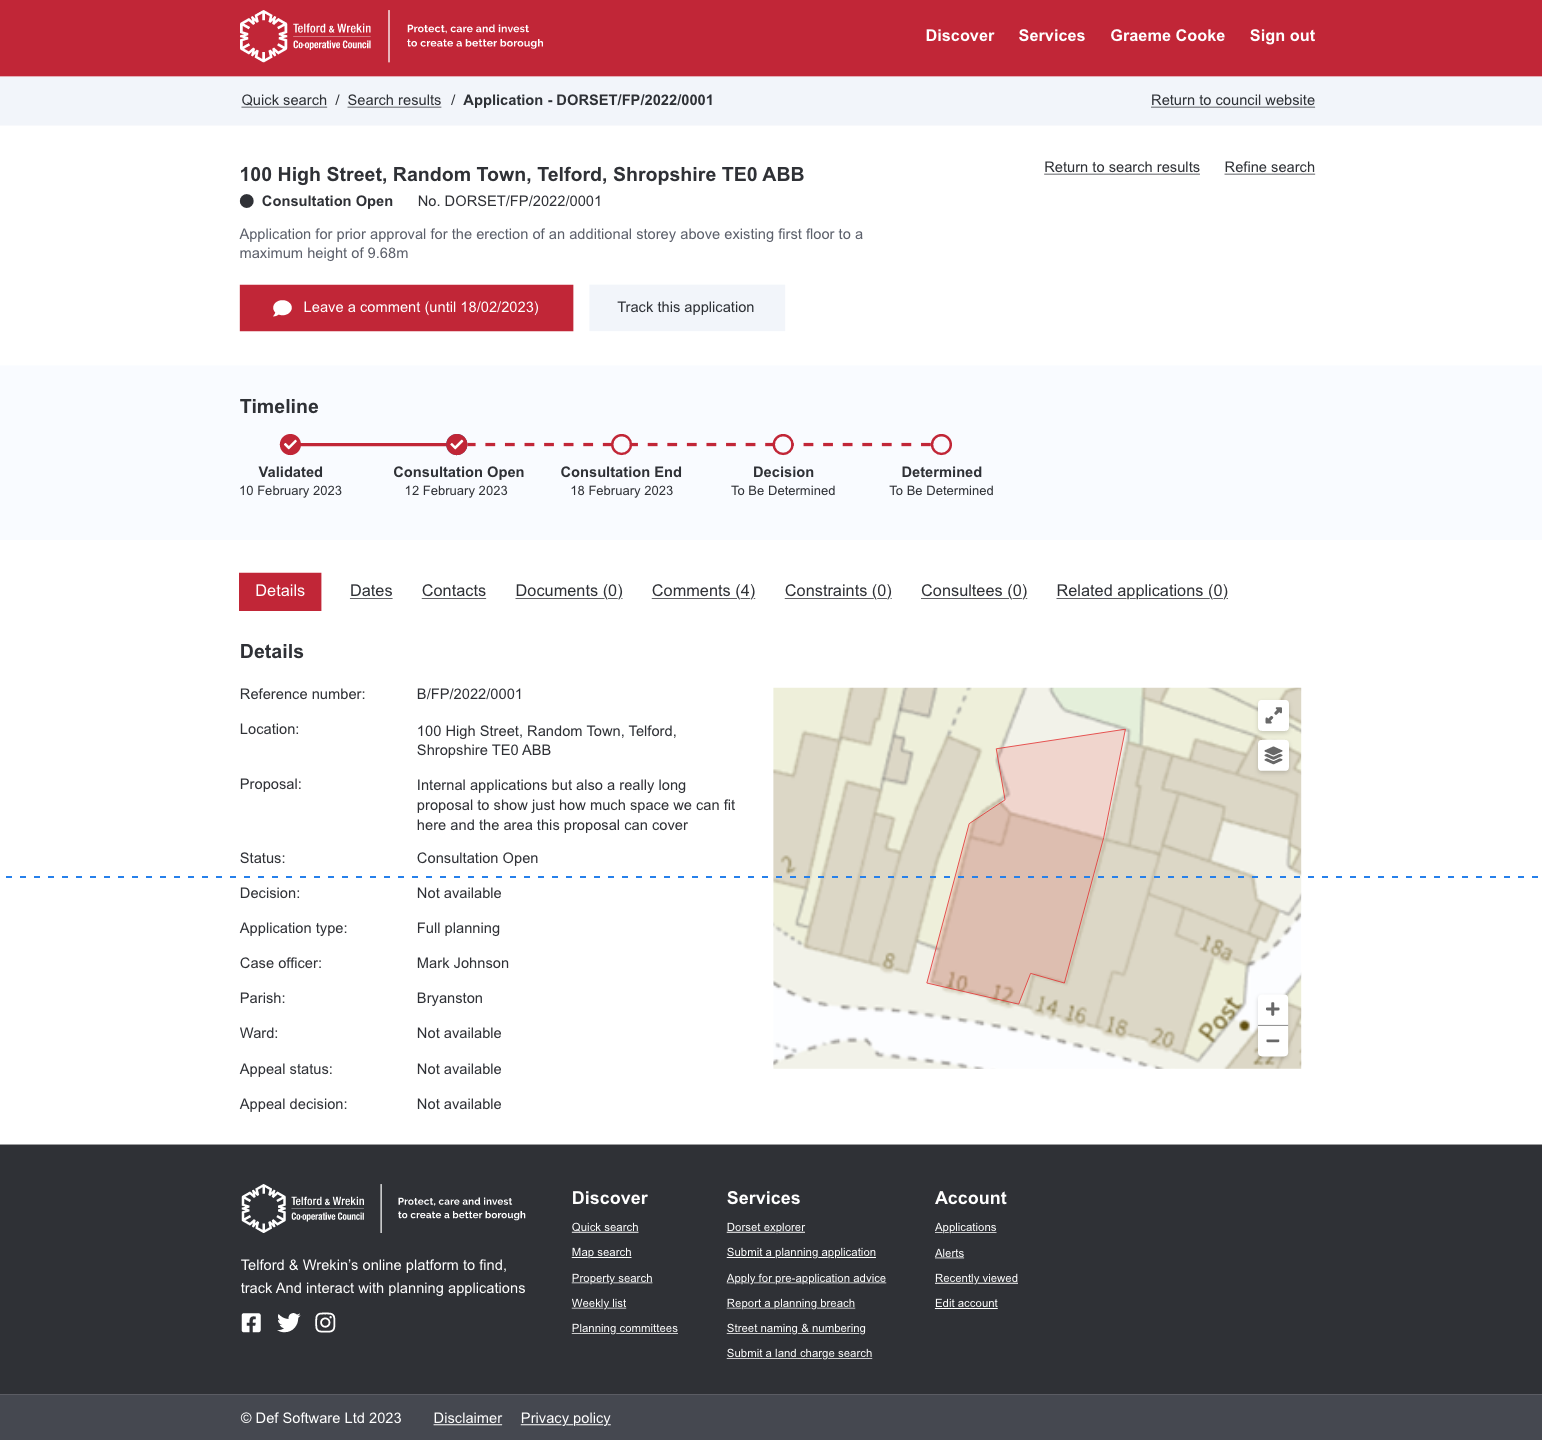 Telford & Wrekin
Co-operative Council
Protect, care and invest
to create a better borough
Discover Services Graeme Cooke Sign out
Quick search / Search results / Application - DORSET/FP/2022/0001
Return to council website
100 High Street, Random Town, Telford, Shropshire TE0 ABB
Return to search results Refine search
Consultation Open No. DORSET/FP/2022/0001
Application for prior approval for the erection of an additional storey above existing first floor to a
maximum height of 9.68m
Leave a comment (until 18/02/2023)
Track this application
Timeline
Validated Consultation Open Consultation End Decision Determined
10 February 2023 12 February 2023 18 February 2023 To Be Determined To Be Determined
Details Dates Contacts Documents (0) Comments (4) Constraints (0) Consultees (0) Related applications (0)
Details
Reference number: B/FP/2022/0001
Location: 100 High Street, Random Town, Telford,
Shropshire TE0 ABB
Proposal: Internal applications but also a really long
proposal to show just how much space we can fit
here and the area this proposal can cover
Status: Consultation Open
Decision: Not available
Application type: Full planning
Case officer: Mark Johnson
Parish: Bryanston
Ward: Not available
Appeal status: Not available
Appeal decision: Not available
2
8
10
12
14
16
18
20
22
18a
Post
Telford & Wrekin
Co-operative Council
Protect, care and invest
to create a better borough
Telford & Wrekin's online platform to find,
track And interact with planning applications
Discover
Quick search
Map search
Property search
Weekly list
Planning committees
Services
Dorset explorer
Submit a planning application
Apply for pre-application advice
Report a planning breach
Street naming & numbering
Submit a land charge search
Account
Applications
Alerts
Recently viewed
Edit account
© Def Software Ltd 2023 Disclaimer Privacy policy